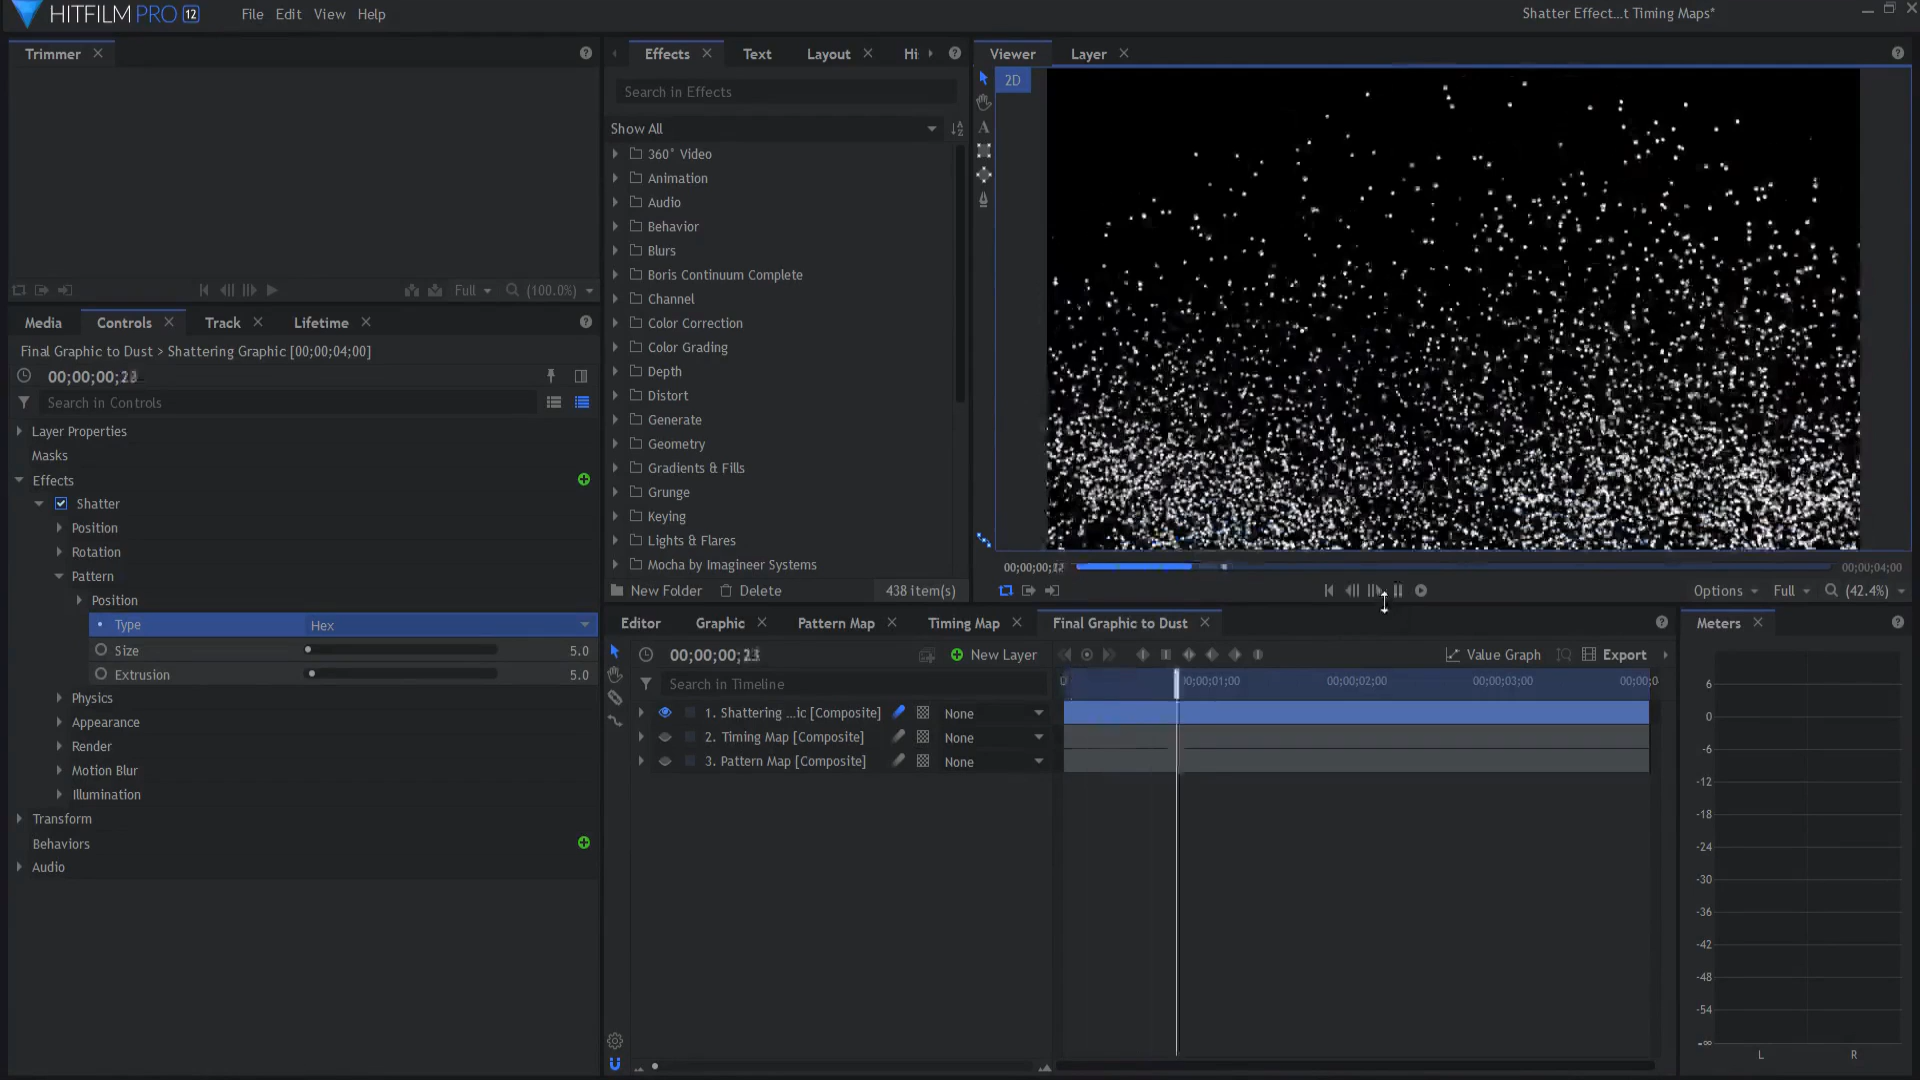 HITFILM PRO 12 File Edit View Help Shatter Effect...t Timing Maps*
Trimmer
Effects Text Layout Hi
Viewer Layer
2D
Search in Effects
Show All
360° Video
Animation
Audio
Behavior
Blurs
Boris Continuum Complete
Channel
Color Correction
Color Grading
Depth
Distort
Generate
Geometry
Gradients & Fills
Grunge
Keying
Lights & Flares
Mocha by Imagineer Systems
New Folder Delete 438 item(s)
Full (100.0%)
Media Controls Track Lifetime
Final Graphic to Dust > Shattering Graphic [00;00;04;00]
Search in Controls
Layer Properties
Masks
Effects
Shatter
Position
Rotation
Pattern
Position
Type Hex
Size 5.0
Extrusion 5.0
Physics
Appearance
Render
Motion Blur
Illumination
Transform
Behaviors
Audio
00;00;04;00
Options Full (42.4%)
Editor Graphic Pattern Map Timing Map Final Graphic to Dust
New Layer Value Graph Export
Search in Timeline
00;00;01;00 00;00;02;00 00;00;03;00 00;00;0
1. Shattering ...ic [Composite] None
2. Timing Map [Composite] None
3. Pattern Map [Composite] None
Meters
6
0
-6
-12
-18
-24
-30
-36
-42
-48
-54
-∞
L R